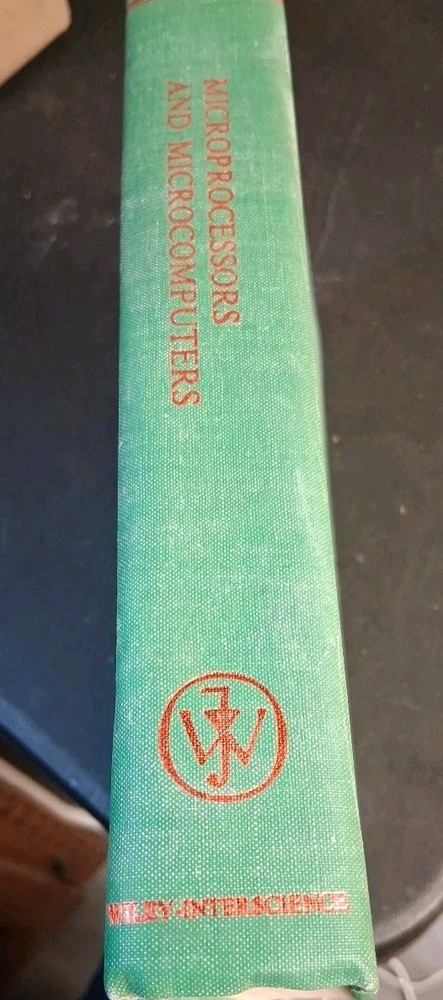 MICROPROCESSORS
AND MICROCOMPUTERS
JW
WILEY-INTERSCIENCE